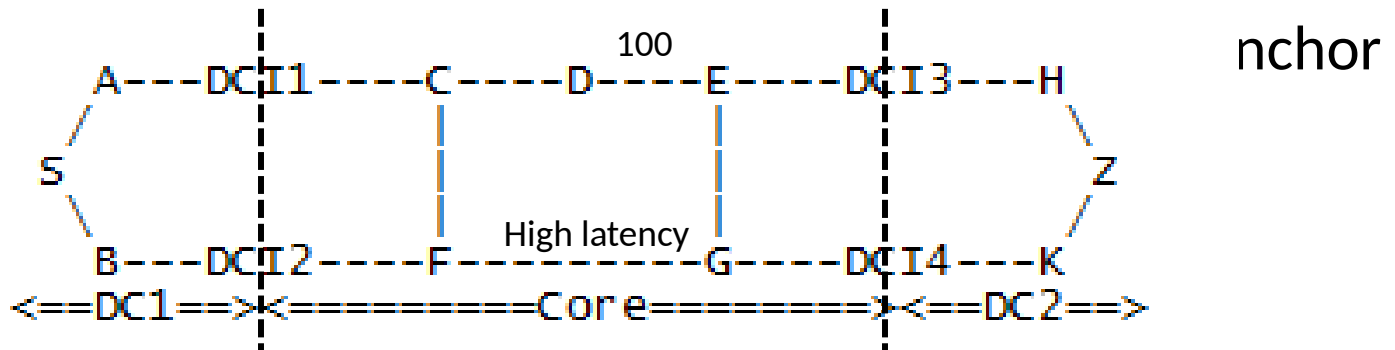 100
nchor
A---DCI1----C----D----E----DCI3---H
/ | | \
S | | Z
\ | | /
High latency
B---DCI2----F---------G----DCI4---K
<==DC1==><=========Core========><==DC2==>